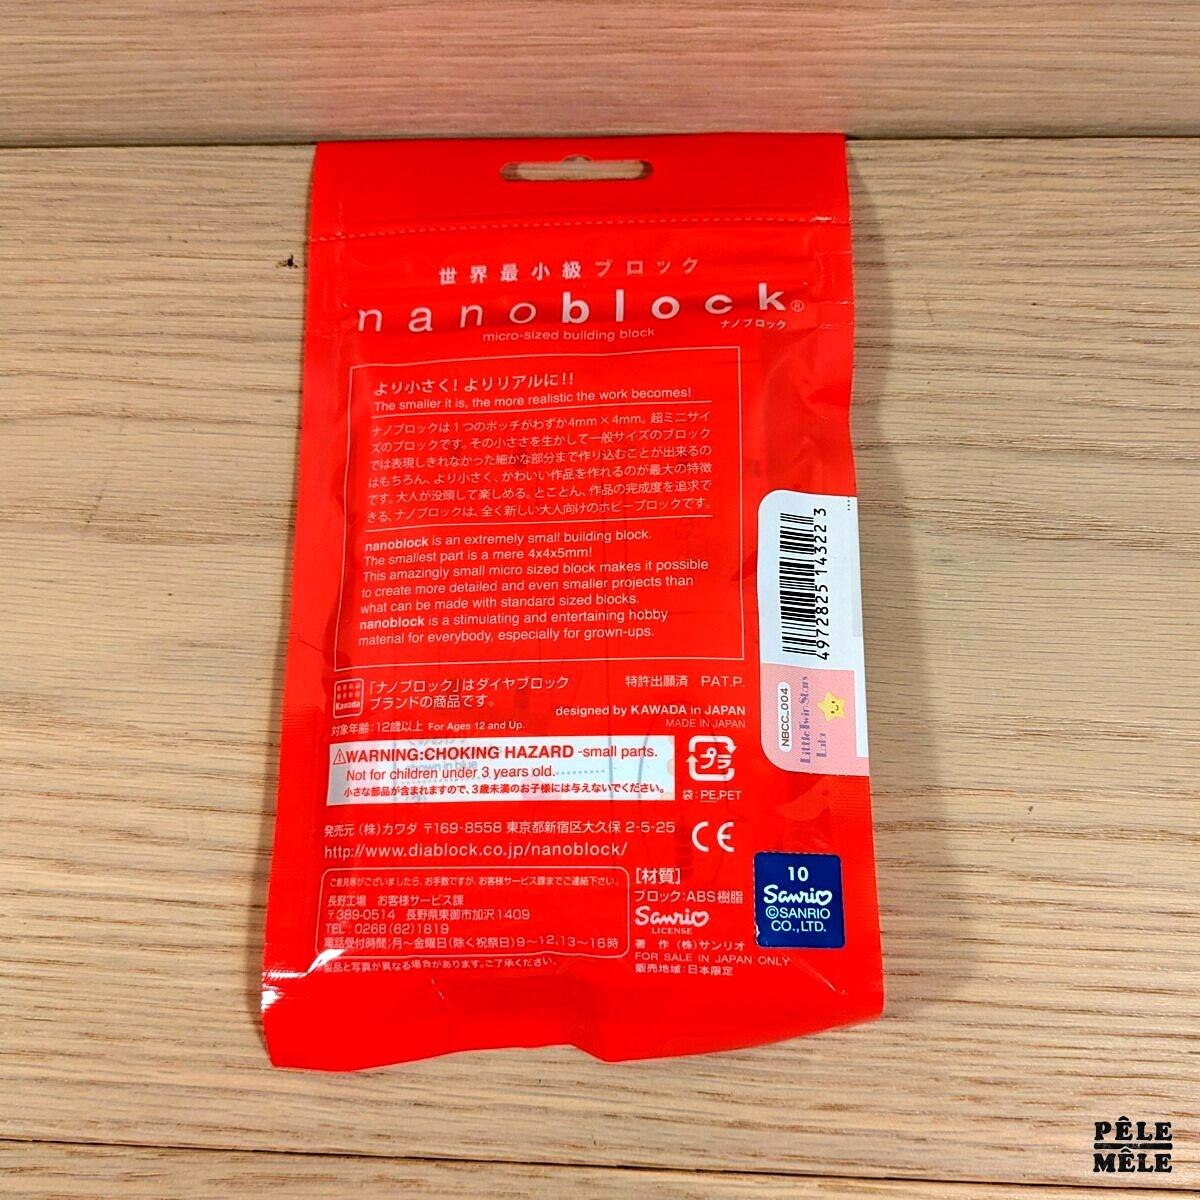 世界最小級ブロック
nanoblock®
micro-sized building block
ナノブロック
より小さく！よりリアルに！！
The smaller it is, the more realistic the work becomes!
ナノブロックは1つのポッチがわずか4mm×4mm。超ミニサイ
ズのブロックです。その小ささを生かして一般サイズのブロック
では表現しきれなかった細かな部分まで作り込むことが出来るの
はもちろん、より小さく、かわいい作品を作れるのが最大の特徴
です。大人が没頭して楽しめる。とことん、作品の完成度を追求で
きる、ナノブロックは、全く新しい大人向けのホビーブロックです。
nanoblock is an extremely small building block.
The smallest part is a mere 4x4x5mm!
This amazingly small micro sized block makes it possible
to create more detailed and even smaller projects than
what can be made with standard sized blocks.
nanoblock is a stimulating and entertaining hobby
material for everybody, especially for grown-ups.
4972825 143223
NBCC_004
LittleTwinStars
Lala
Kawada
「ナノブロック」はダイヤブロック
ブランドの商品です。
特許出願済 PAT.P.
designed by KAWADA in JAPAN
MADE IN JAPAN
対象年齢:12歳以上 For Ages 12 and Up.
⚠WARNING:CHOKING HAZARD -small parts.
Not for children under 3 years old.
小さな部品が含まれますので、3歳未満のお子様には与えないでください。
shown in blue
プラ
袋:PE,PET
発売元（株）カワダ 〒169-8558 東京都新宿区大久保 2-5-25
http://www.diablock.co.jp/nanoblock/
CE
ご意見等がございましたら、お手数ですが、お客様サービス課までご連絡下さい。
長野工場 お客様サービス課
〒389-0514 長野県東御市加沢1409
TEL:0268(62)1819
電話受付時間:月〜金曜日(除く祝祭日)9〜12,13〜16時
製品と写真が異なる場合があります。ご了承ください。
[材質]
ブロック:ABS樹脂
Sanrio
LICENSE
著作（株）サンリオ
FOR SALE IN JAPAN ONLY
販売地域:日本限定
10
Sanrio
©SANRIO
CO.,LTD.
PÊLE
MÊLE